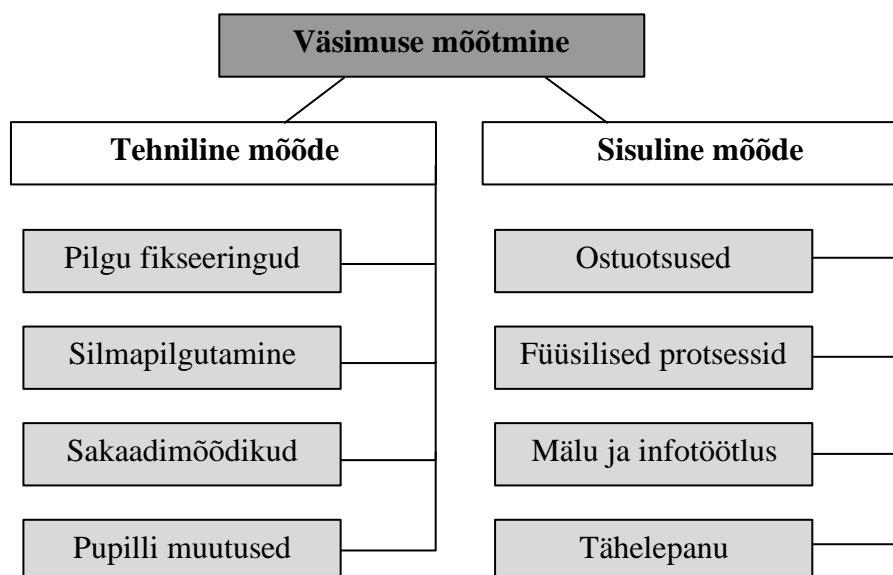 Väsimuse mõõtmine
Tehniline mõõde
Sisuline mõõde
Pilgu fikseeringud
Ostuotsused
Silmapilgutamine
Füüsilised protsessid
Sakaadimõõdikud
Mälu ja infotöötlus
Pupilli muutused
Tähelepanu